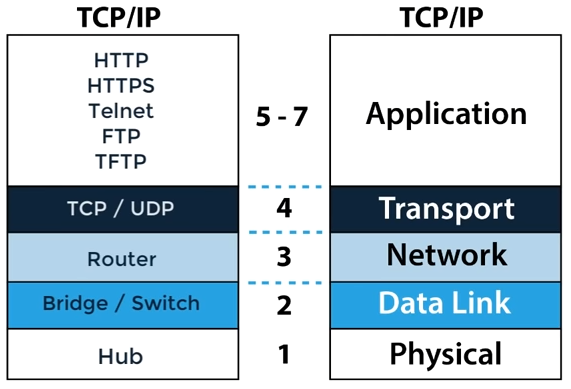 TCP/IP
TCP/IP
HTTP
HTTPS
Telnet
FTP
TFTP
5 - 7
Application
TCP / UDP
4
Transport
Router
3
Network
Bridge / Switch
2
Data Link
Hub
1
Physical